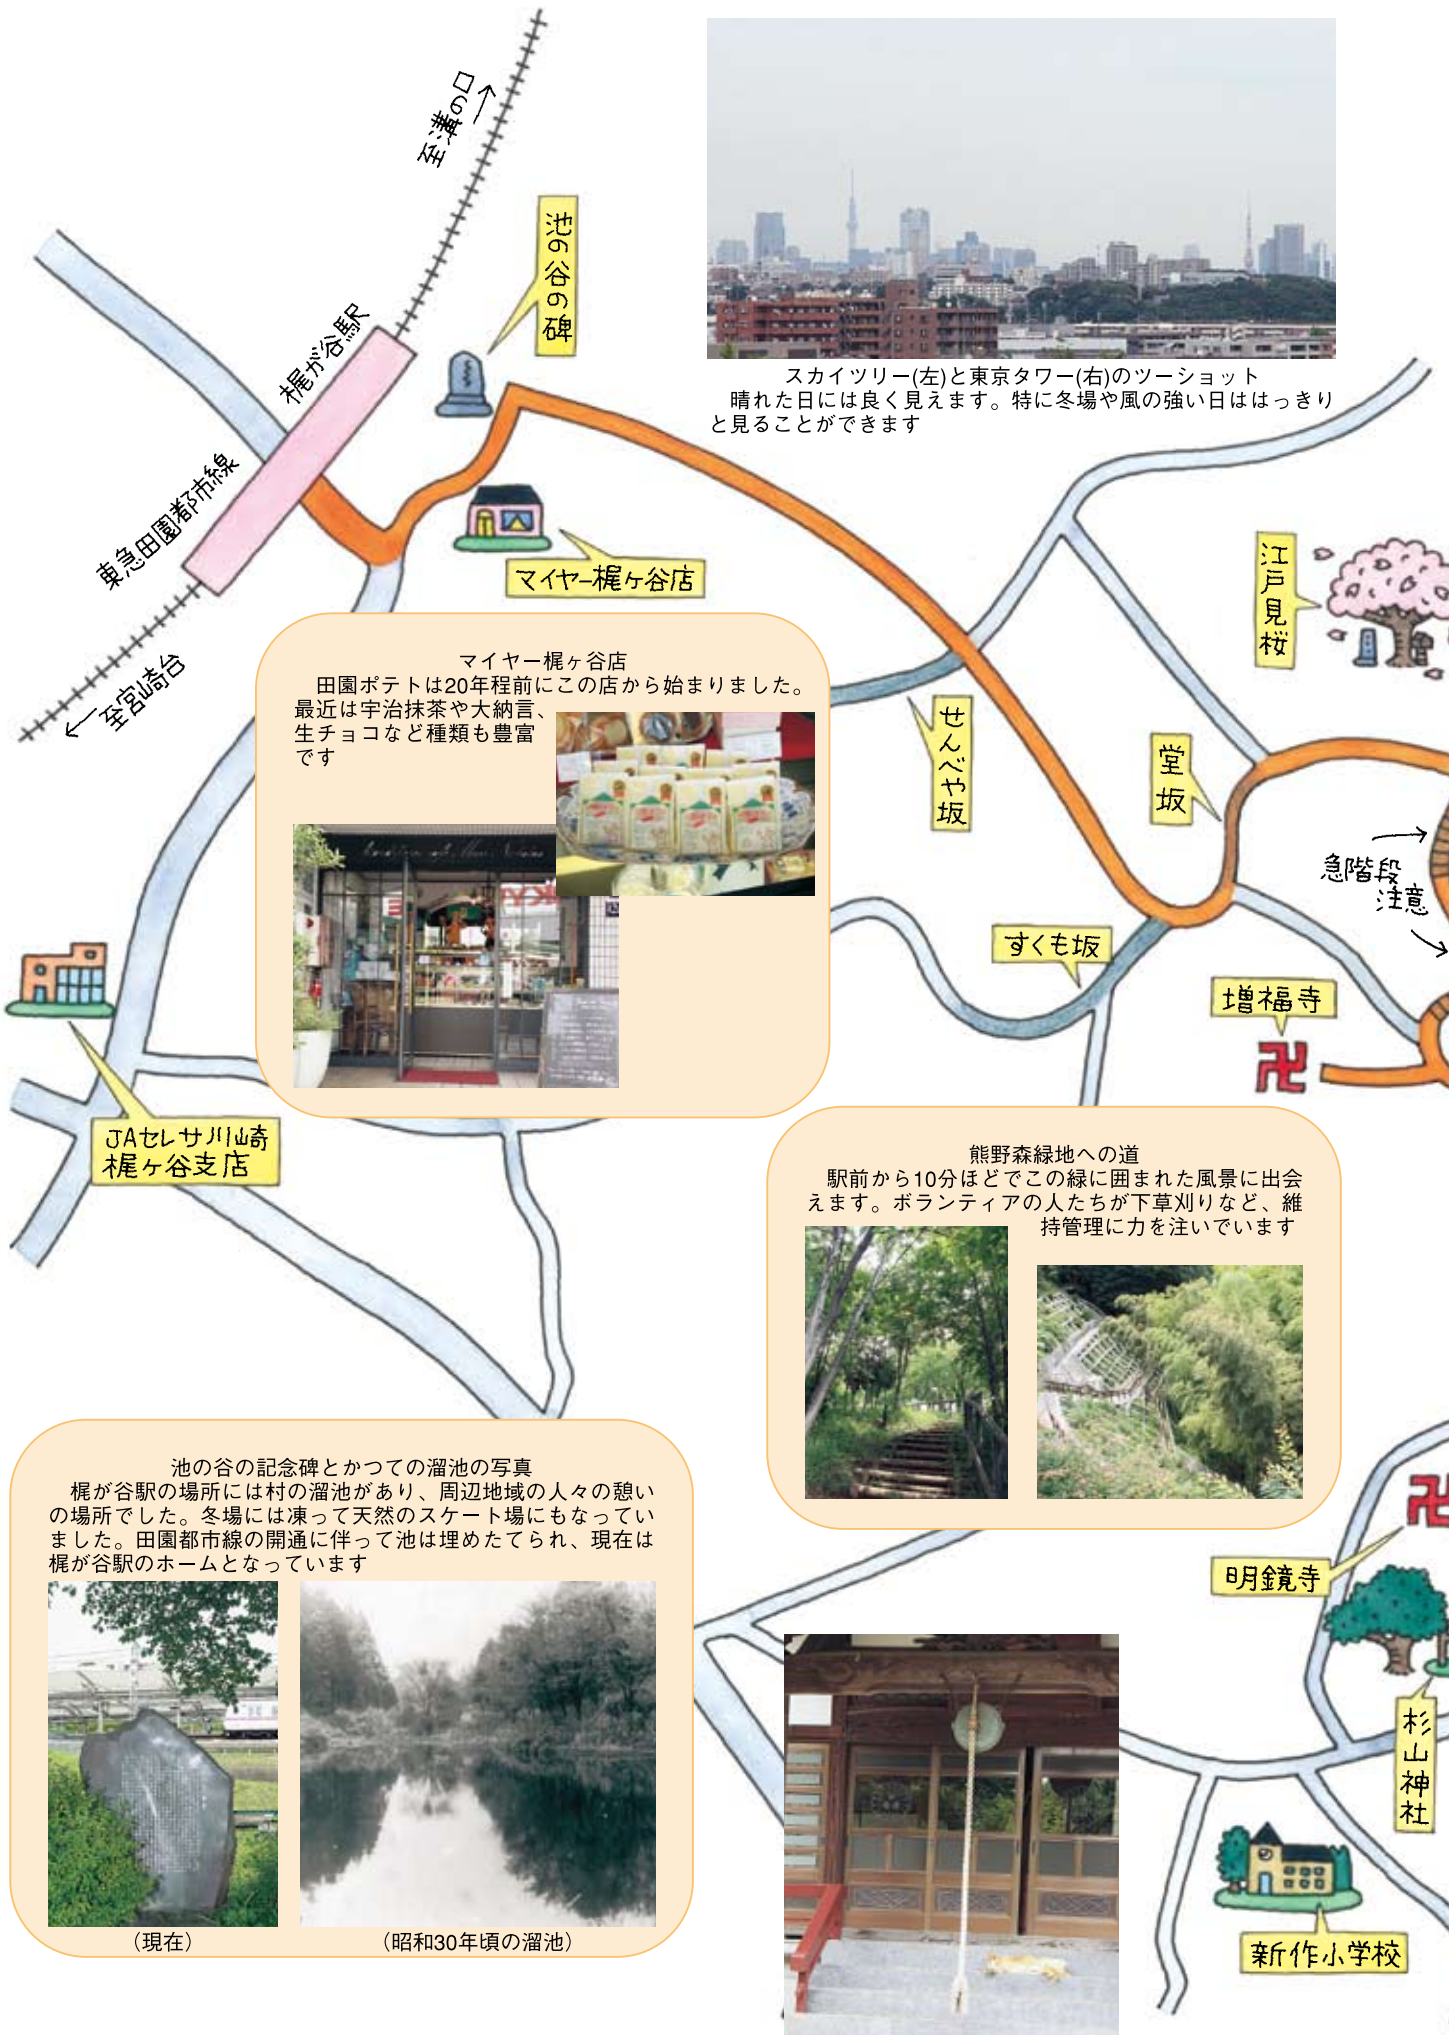 至溝の口
池の谷の碑
梶が谷駅
東急田園都市線
至宮崎台
スカイツリー(左)と東京タワー(右)のツーショット
晴れた日には良く見えます。特に冬場や風の強い日ははっきり
と見ることができます
マイヤー梶ヶ谷店
江戸見桜
マイヤー梶ヶ谷店
田園ポテトは20年程前にこの店から始まりました。
最近は宇治抹茶や大納言、
生チョコなど種類も豊富
です
せんべや坂
堂坂
急階段
注意
すくも坂
増福寺
JAセレサ川崎
梶ヶ谷支店
熊野森緑地への道
駅前から10分ほどでこの緑に囲まれた風景に出会
えます。ボランティアの人たちが下草刈りなど、維
持管理に力を注いでいます
池の谷の記念碑とかつての溜池の写真
梶が谷駅の場所には村の溜池があり、周辺地域の人々の憩い
の場所でした。冬場には凍って天然のスケート場にもなってい
ました。田園都市線の開通に伴って池は埋めたてられ、現在は
梶が谷駅のホームとなっています
(現在)
(昭和30年頃の溜池)
明鏡寺
杉山神社
新作小学校